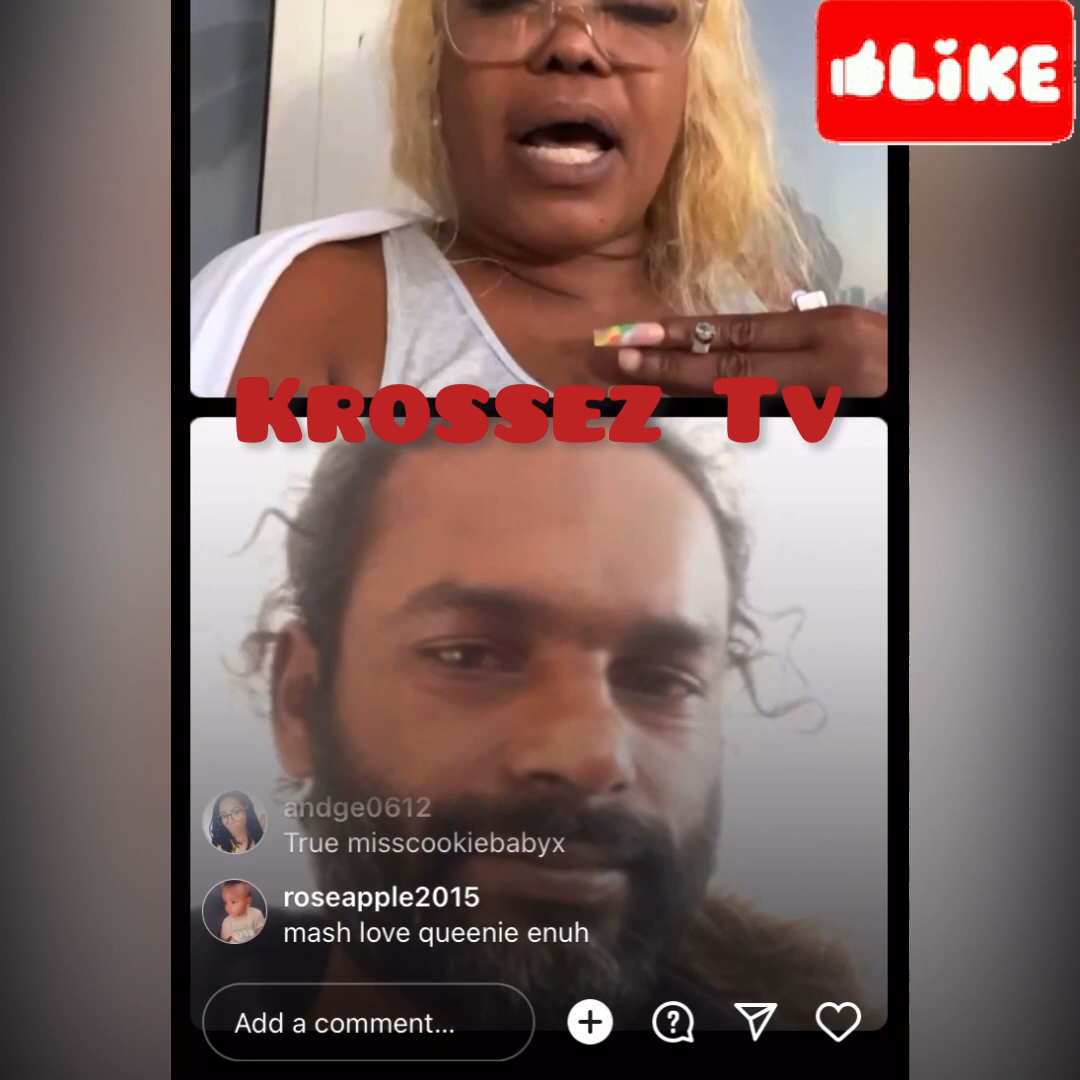 LiKE
KROSSEZ TV
andge0612
True misscookiebabyx
roseapple2015
mash love queenie enuh
Add a comment...